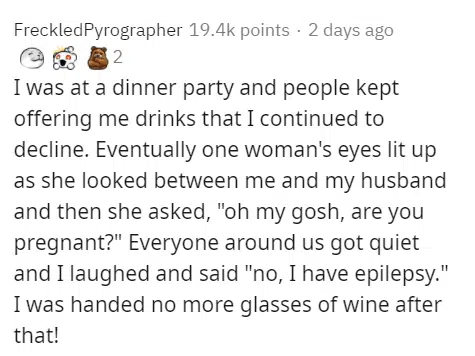 FreckledPyrographer 19.4k points · 2 days ago
2
I was at a dinner party and people kept
offering me drinks that I continued to
decline. Eventually one woman's eyes lit up
as she looked between me and my husband
and then she asked, "oh my gosh, are you
pregnant?" Everyone around us got quiet
and I laughed and said "no, I have epilepsy."
I was handed no more glasses of wine after
that!